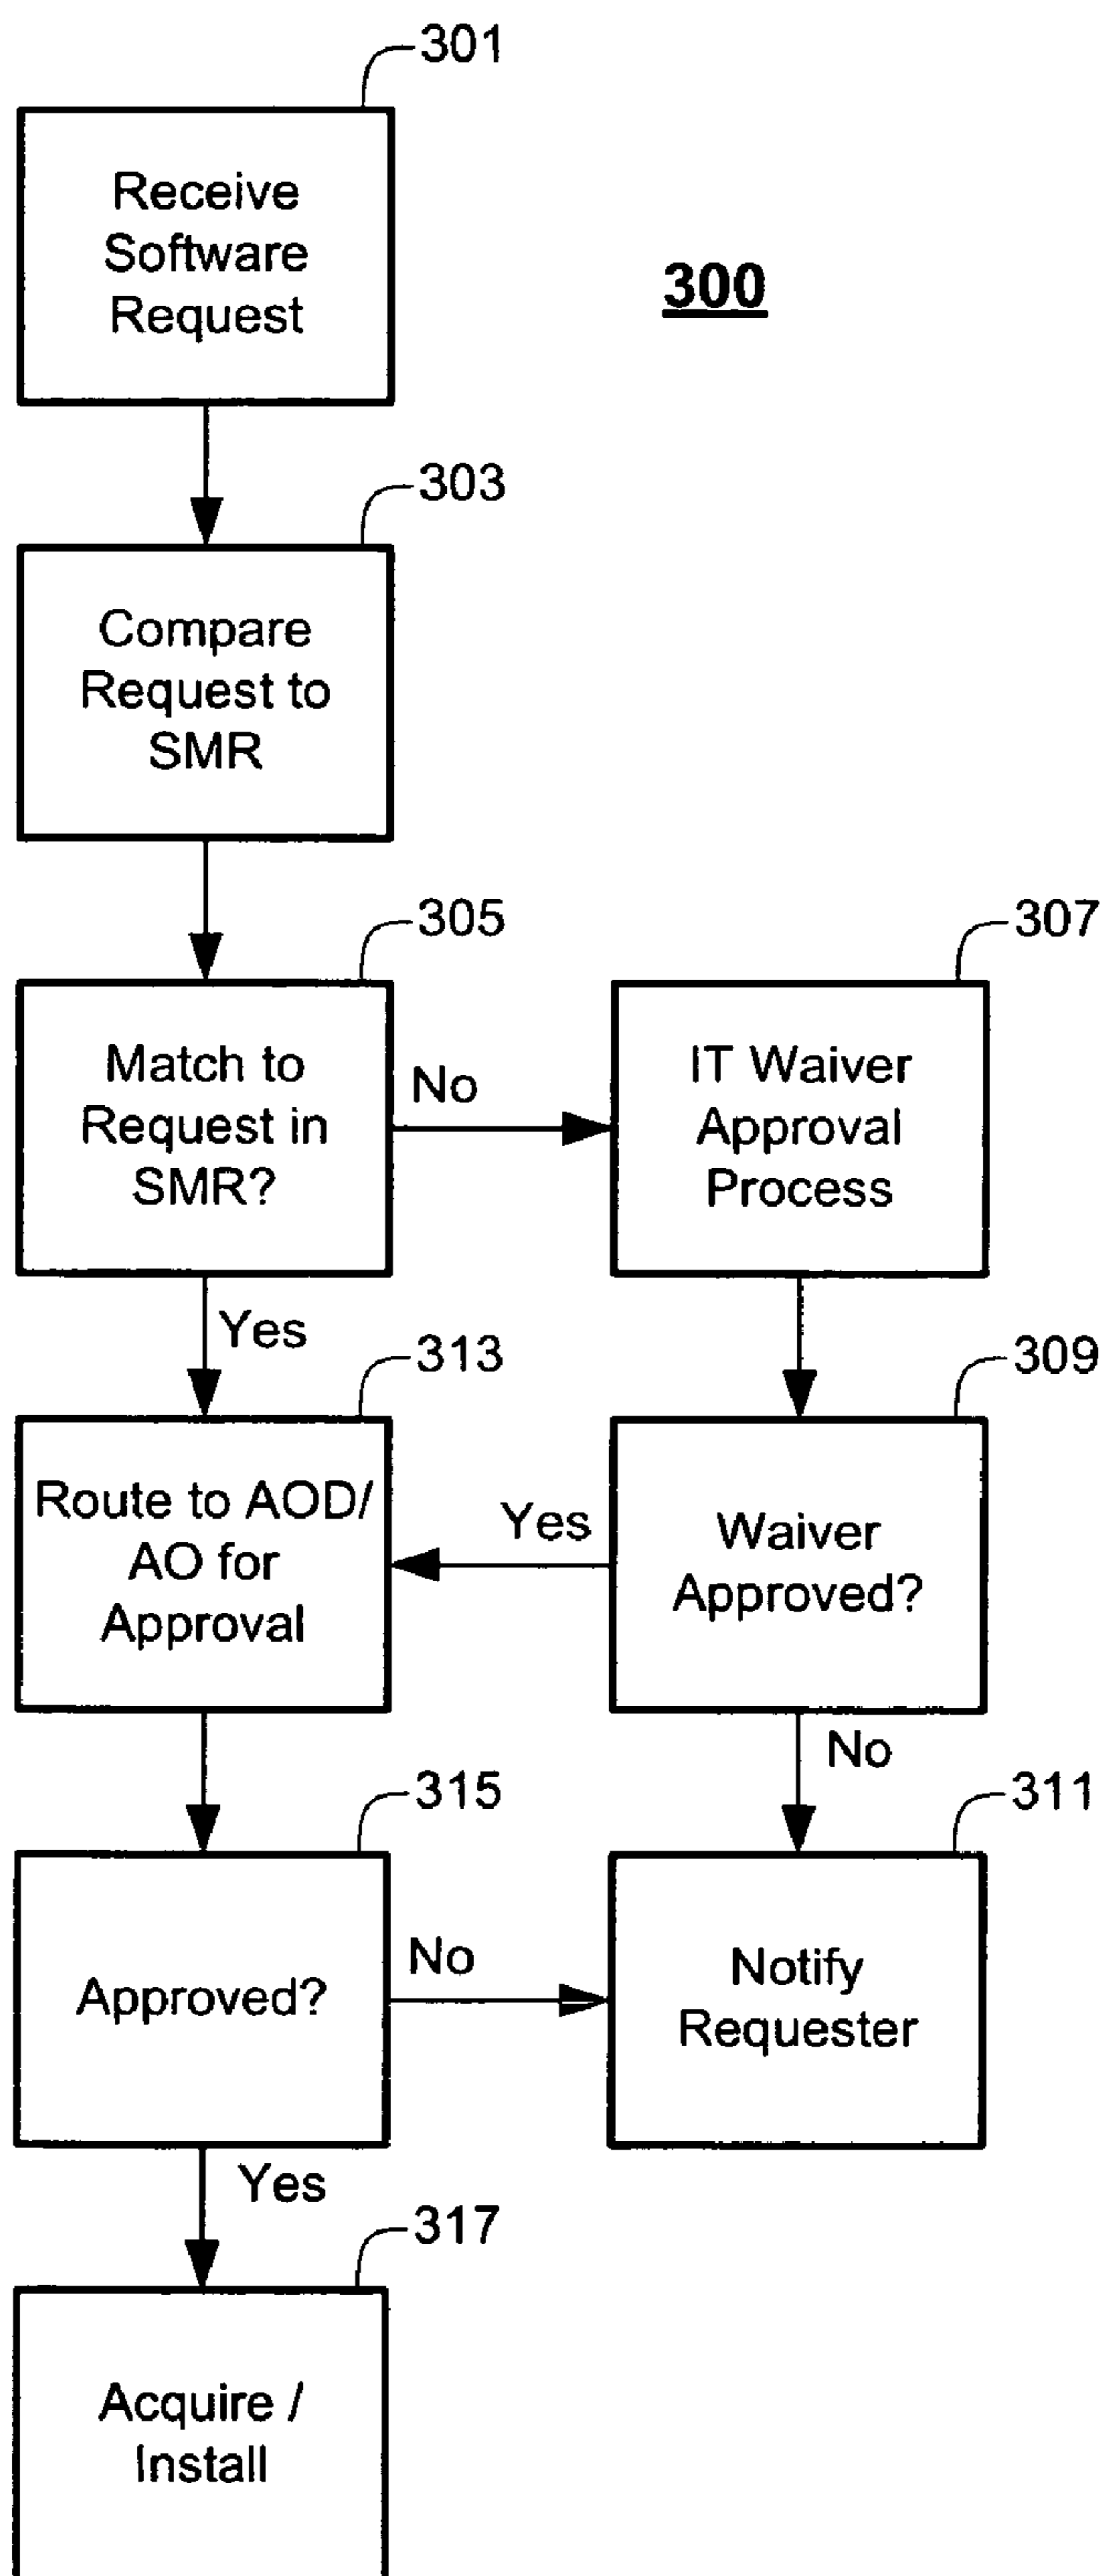 301
Receive
Software
Request
300
303
Compare
Request to
SMR
305
Match to
Request in
SMR?
No
307
IT Waiver
Approval
Process
Yes
313
Route to AOD/
AO for
Approval
Yes
309
Waiver
Approved?
No
315
Approved?
No
311
Notify
Requester
Yes
317
Acquire /
Install